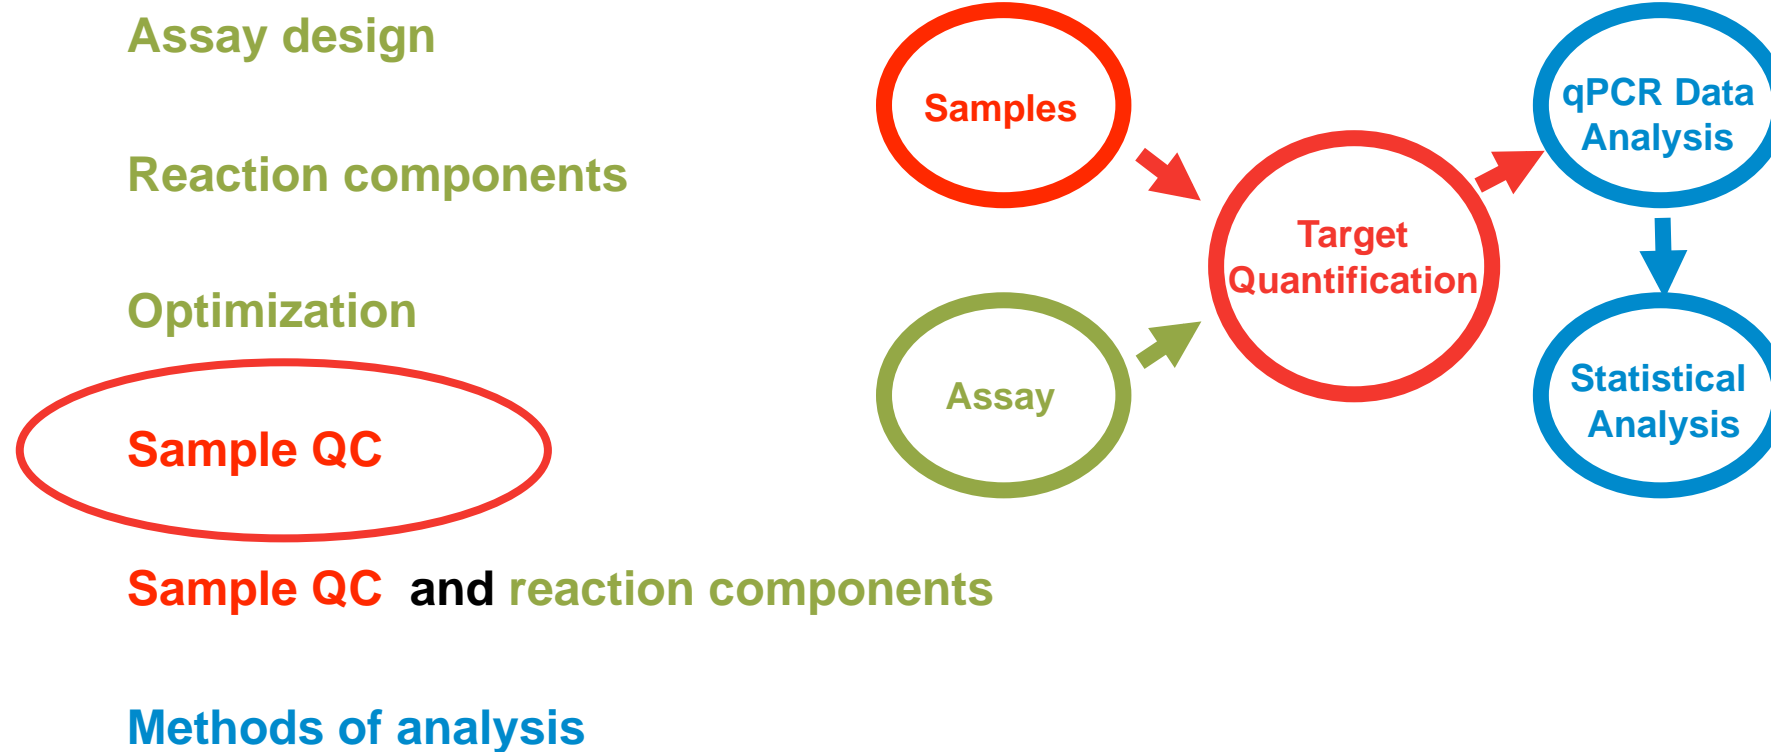 Assay design
Reaction components
Optimization
Sample QC
Sample QC and reaction components
Methods of analysis
Samples
Assay
Target
Quantification
qPCR Data
Analysis
Statistical
Analysis